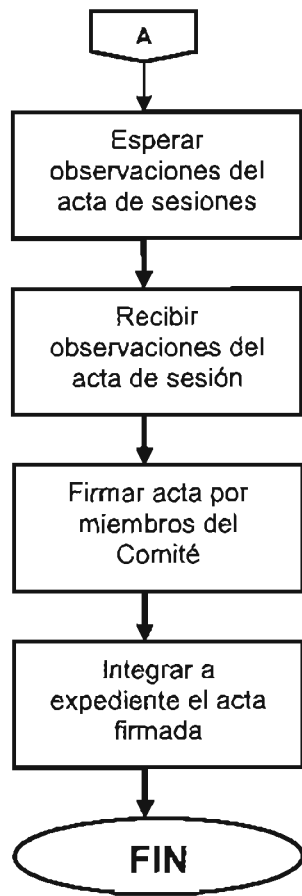 A
Esperar
observaciones del
acta de sesiones
Recibir
observaciones del
acta de sesión
Firmar acta por
miembros del
Comité
Integrar a
expediente el acta
firmada
FIN